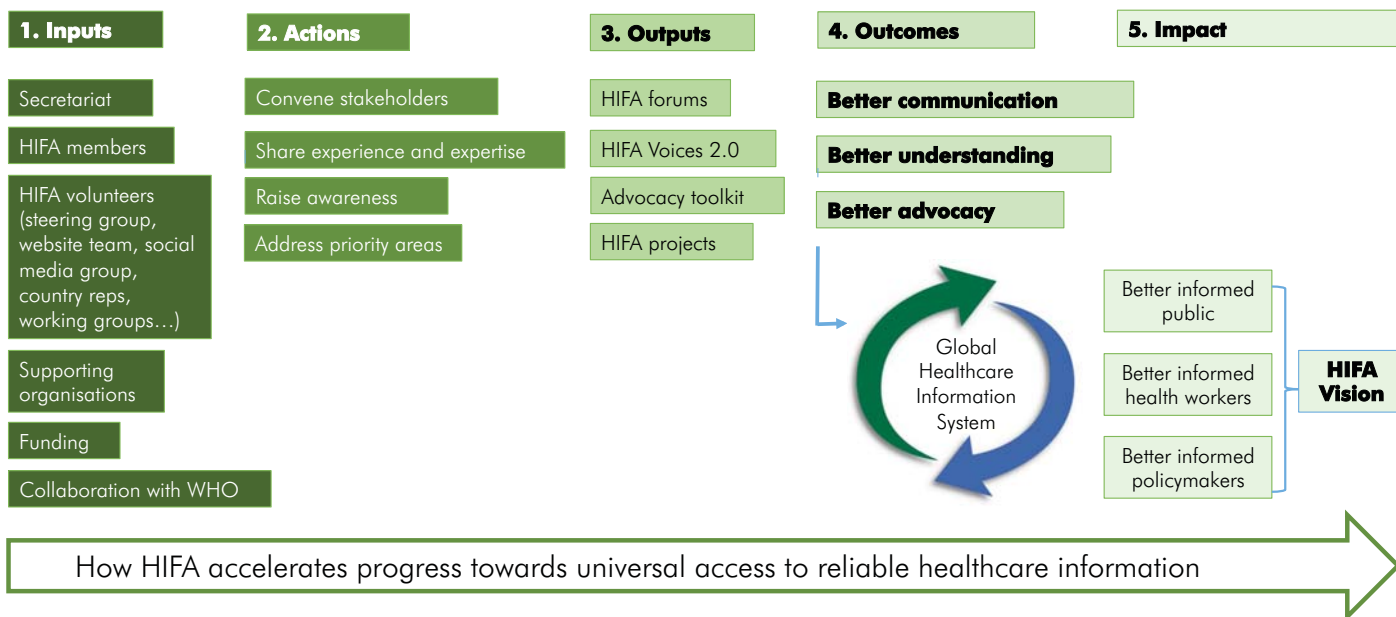 1. Inputs
Secretariat
HIFA members
HIFA volunteers
(steering group,
website team, social
media group,
country reps,
working groups...)
Supporting
organisations
Funding
Collaboration with WHO
2. Actions
Convene stakeholders
Share experience and expertise
Raise awareness
Address priority areas
3. Outputs
HIFA forums
HIFA Voices 2.0
Advocacy toolkit
HIFA projects
4. Outcomes
Better communication
Better understanding
Better advocacy
Global
Healthcare
Information
System
5. Impact
Better informed
public
Better informed
health workers
Better informed
policymakers
HIFA
Vision
How HIFA accelerates progress towards universal access to reliable healthcare information